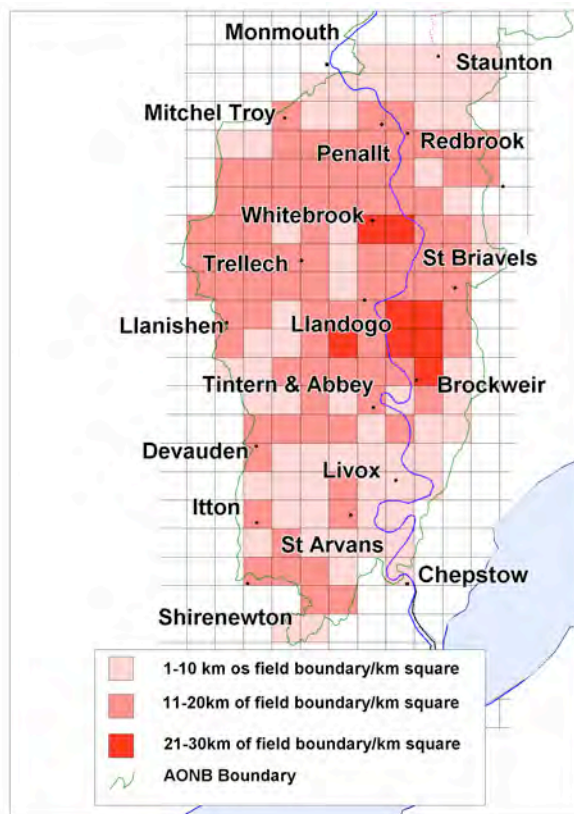 Monmouth
Staunton
Mitchel Troy
Redbrook
Penallt
Whitebrook
St Briavels
Trellech
Llanishen
Llandogo
Tintern & Abbey
Brockweir
Devauden
Livox
Itton
St Arvans
Chepstow
Shirenewton
1-10 km os field boundary/km square
11-20km of field boundary/km square
21-30km of field boundary/km square
AONB Boundary